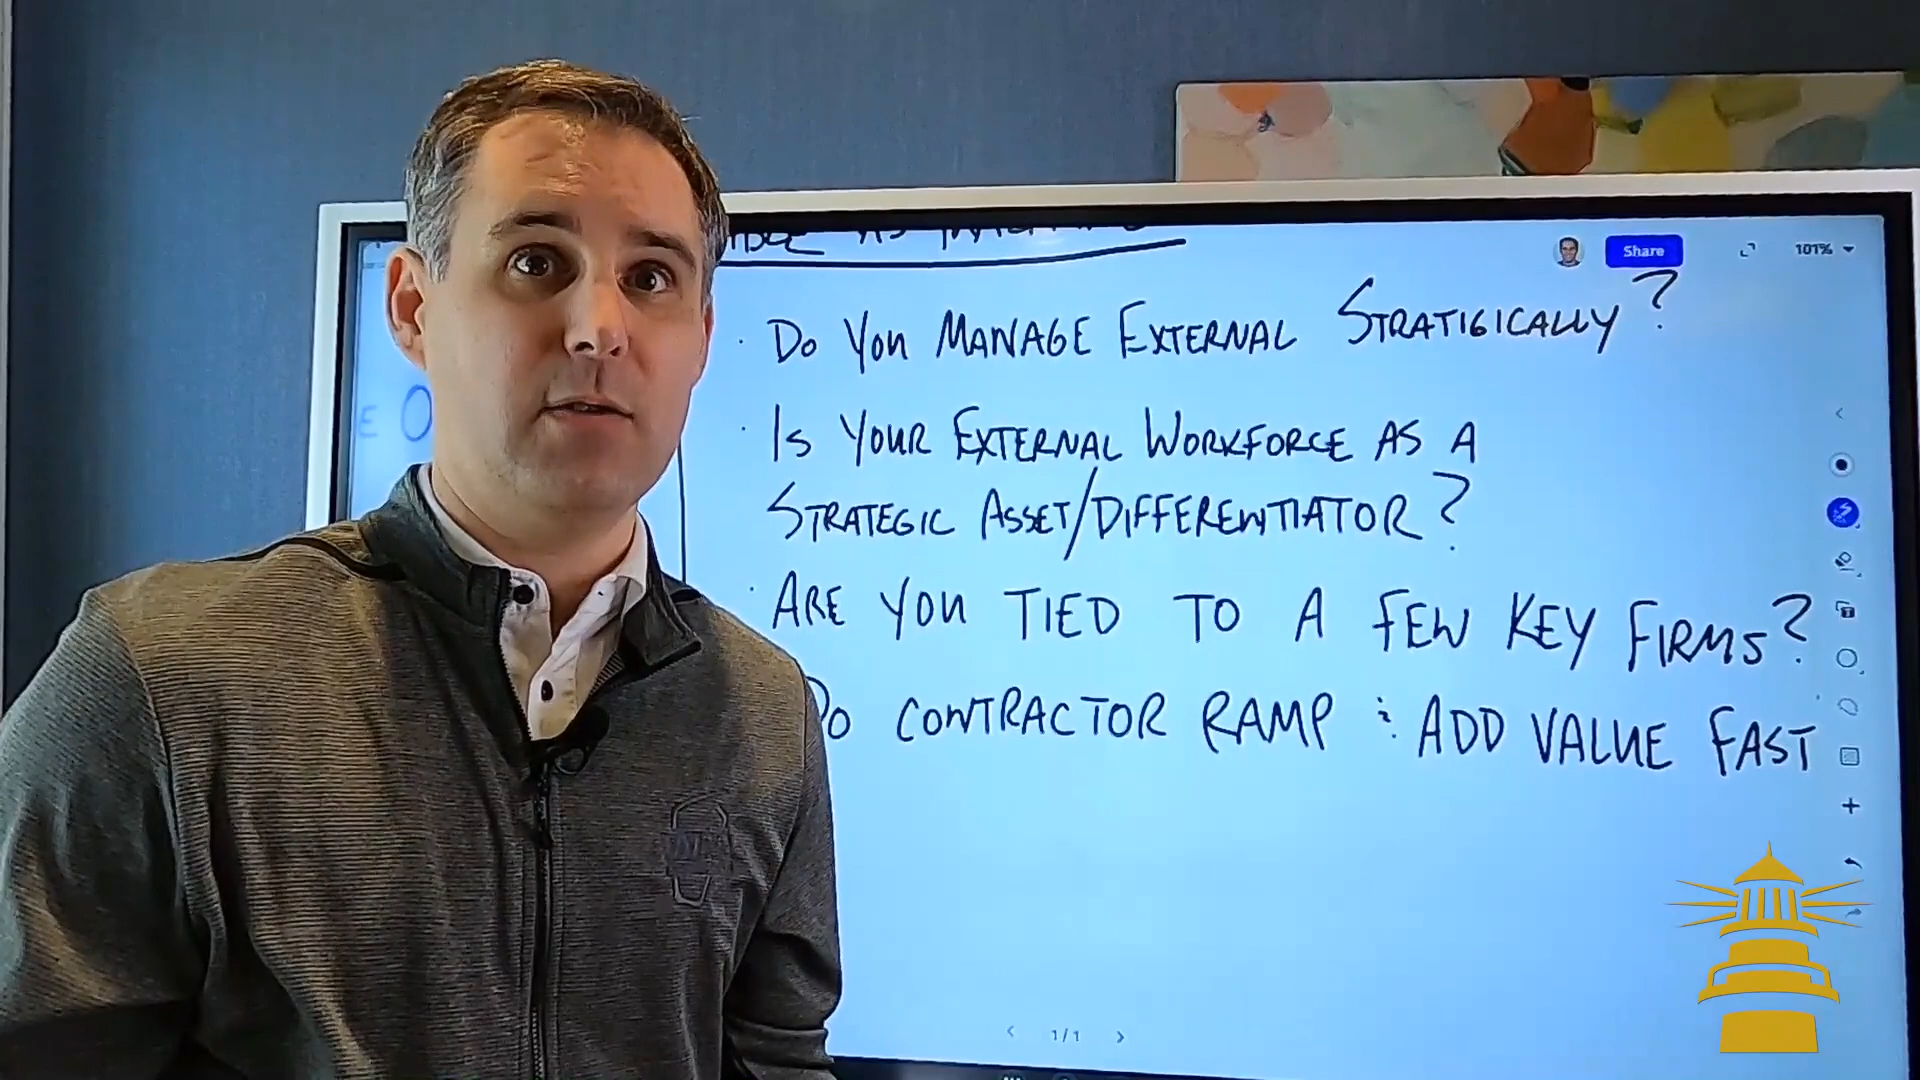 Share
101%
Do You MANAGE EXTERNAL STRATIGICALLY?
Is YOUR EXTERNAL WORKFORCE AS A
STRATEGIC ASSET/DIFFERENTIATOR?
ARE YOU TIED TO A FEW KEY FIRMS?
DO CONTRACTOR RAMP & ADD VALUE FAST
1/1